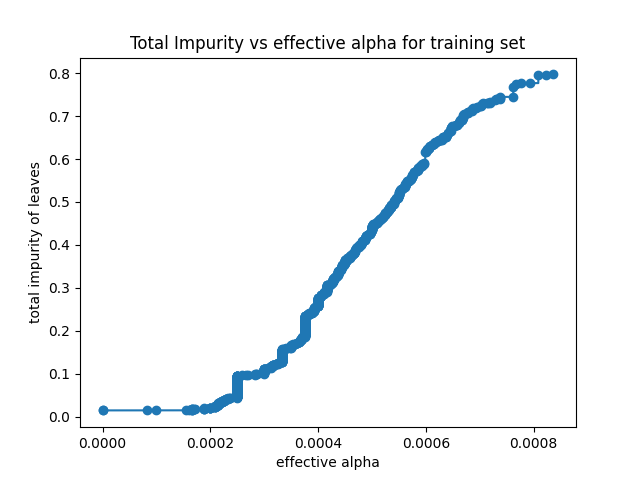 Total Impurity vs effective alpha for training set
0.8
0.7
0.6
0.5
0.4
0.3
0.2
0.1
0.0
total impurity of leaves
0.0000 0.0002 0.0004 0.0006 0.0008
effective alpha